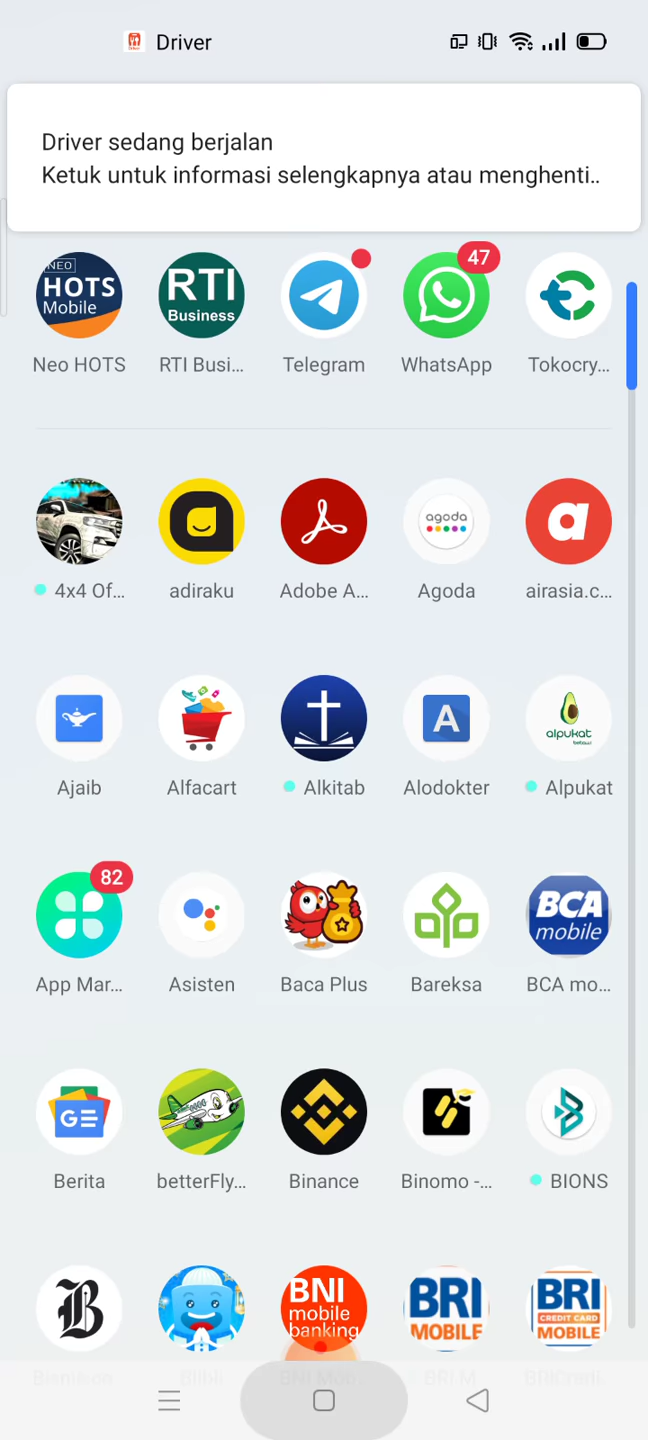 Driver
Driver sedang berjalan
Ketuk untuk informasi selengkapnya atau menghenti..
NEO
HOTS
Mobile
RTI
Business
47
Neo HOTS
RTI Busi...
Telegram
WhatsApp
Tokocry...
agoda
a
4x4 Of...
adiraku
Adobe A...
Agoda
airasia.c...
A
alpukat
Ajaib
Alfacart
Alkitab
Alodokter
Alpukat
82
BCA
mobile
App Mar...
Asisten
Baca Plus
Bareksa
BCA mo...
GE
Berita
betterFly...
Binance
Binomo -...
BIONS
B
BNI
mobile
banking
BRI
MOBILE
BRI
CREDIT CARD
MOBILE